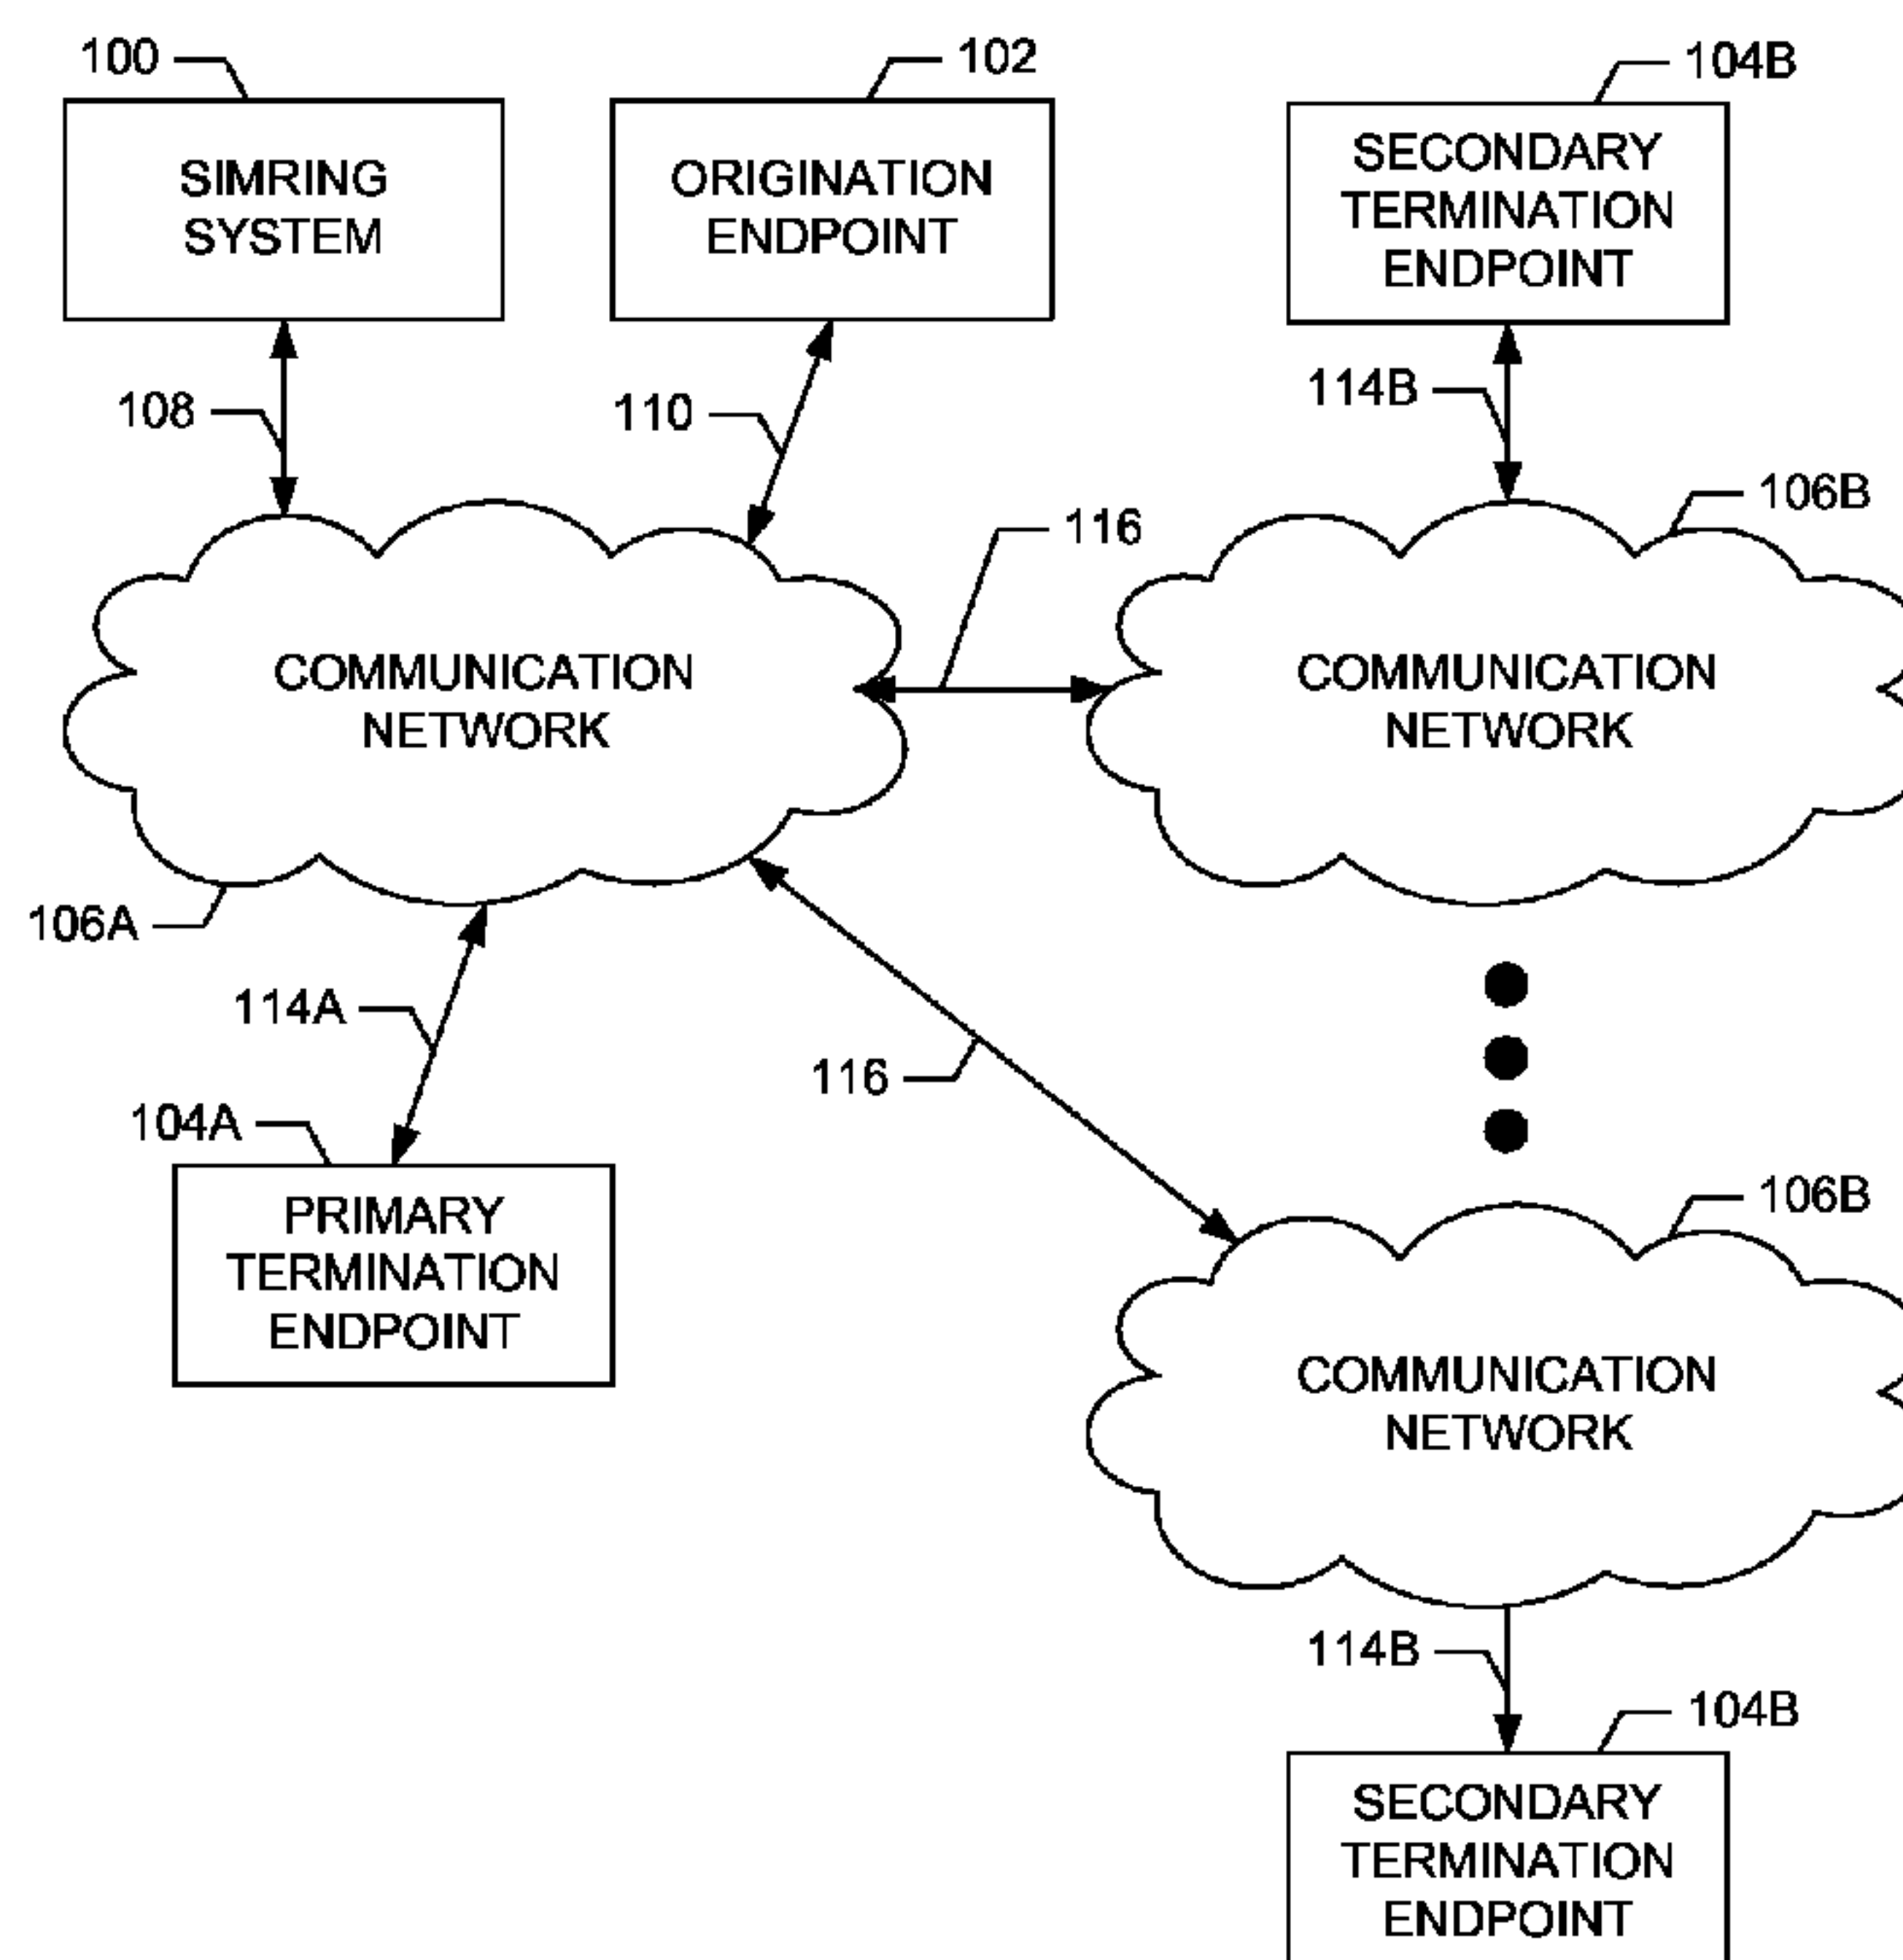 100
102
104B
SIMRING
SYSTEM
ORIGINATION
ENDPOINT
SECONDARY
TERMINATION
ENDPOINT
108
110
114B
106B
116
COMMUNICATION
NETWORK
COMMUNICATION
NETWORK
106A
114A
116
104A
PRIMARY
TERMINATION
ENDPOINT
106B
COMMUNICATION
NETWORK
114B
104B
SECONDARY
TERMINATION
ENDPOINT